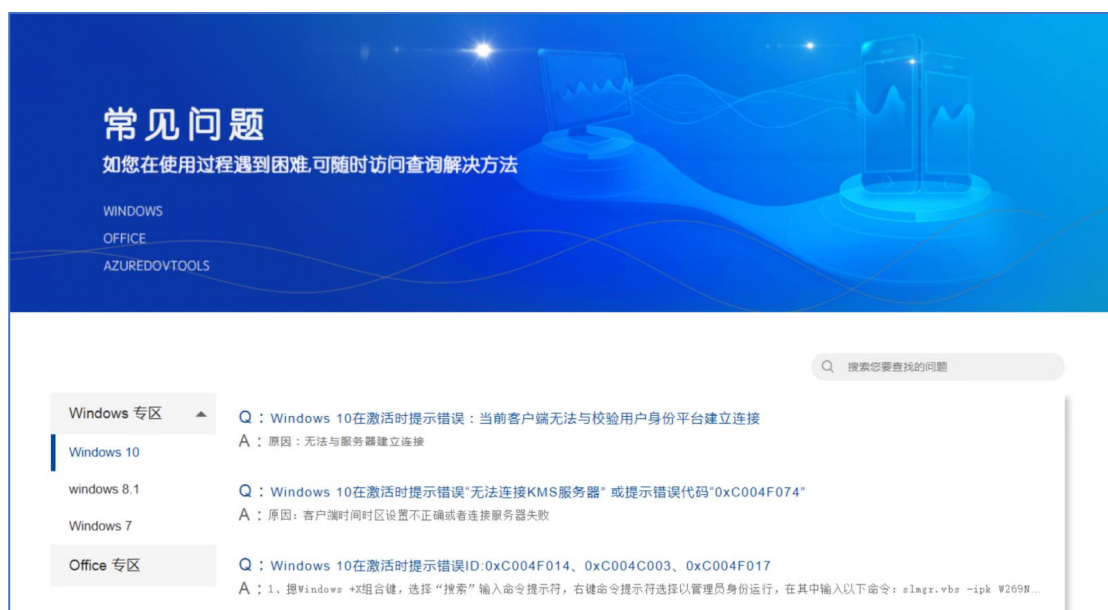 常见问题
如您在使用过程遇到困难,可随时访问查询解决方法
WINDOWS
OFFICE
AZUREDOVTOOLS
搜索您要查找的问题
Windows 专区
Windows 10
windows 8.1
Windows 7
Office 专区
Q：Windows 10在激活时提示错误：当前客户端无法与校验用户身份平台建立连接
A：原因：无法与服务器建立连接
Q：Windows 10在激活时提示错误“无法连接KMS服务器” 或提示错误代码“0xC004F074”
A：原因：客户端时间时区设置不正确或者连接服务器失败
Q：Windows 10在激活时提示错误ID:0xC004F014、0xC004C003、0xC004F017
A：1、摁Windows +X组合键，选择“搜索”输入命令提示符，右键命令提示符选择以管理员身份运行，在其中输入以下命令：slmgr.vbs -ipk W269N...